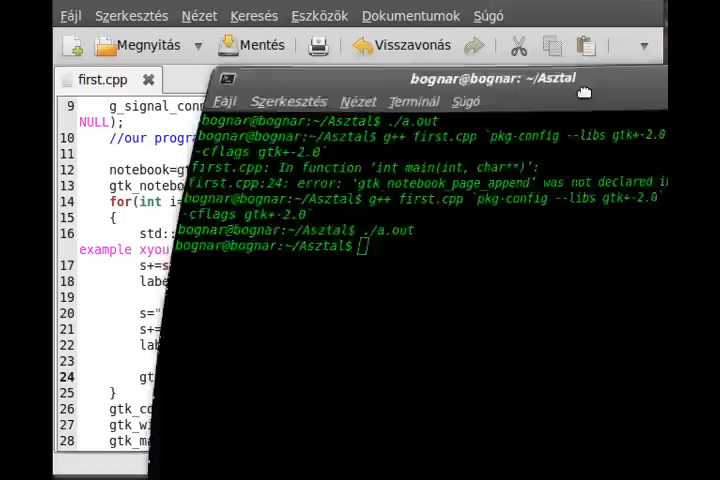 Fájl Szerkesztés Nézet Keresés Eszközök Dokumentumok Súgó
Megnyitás Mentés Visszavonás
first.cpp
9 g_signal_conn
NULL);
10 //our progra
11
12 notebook=gt
13 gtk_notebo
14 for(int i=
15 {
16 std::
example xyou
17 s+=s
18 labe
19
20 s="
21 s+=
22 lab
23
24 gt
25 }
26 gtk_co
27 gtk_wi
28 gtk_ma
bognar@bognar: ~/Asztal
Fájl Szerkesztés Nézet Terminál Súgó
bognar@bognar:~/Asztal$ ./a.out
bognar@bognar:~/Asztal$ g++ first.cpp `pkg-config --libs gtk+-2.0
-cflags gtk+-2.0`
first.cpp: In function ‘int main(int, char**)’:
first.cpp:24: error: ‘gtk_notebook_page_append’ was not declared in
bognar@bognar:~/Asztal$ g++ first.cpp `pkg-config --libs gtk+-2.0
-cflags gtk+-2.0`
bognar@bognar:~/Asztal$ ./a.out
bognar@bognar:~/Asztal$